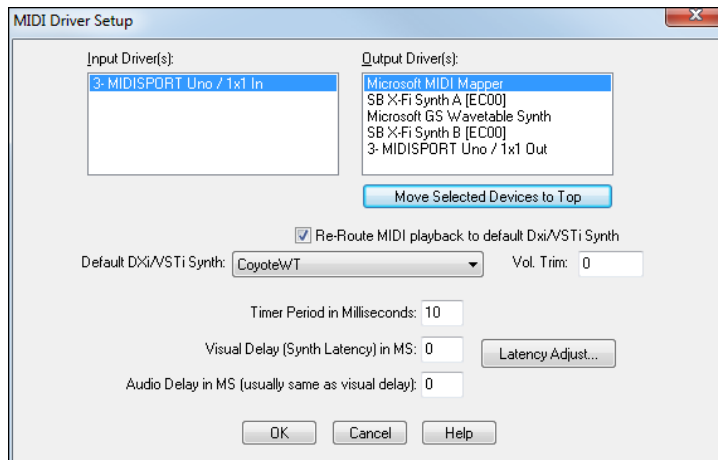 MIDI Driver Setup
Input Driver(s):
Output Driver(s):
3- MIDISPORT Uno / 1x1 In
Microsoft MIDI Mapper
SB X-Fi Synth A [EC00]
Microsoft GS Wavetable Synth
SB X-Fi Synth B [EC00]
3- MIDISPORT Uno / 1x1 Out
Move Selected Devices to Top
Re-Route MIDI playback to default Dxi/VSTi Synth
Default DXi/VSTi Synth: CoyoteWT Vol. Trim: 0
Timer Period in Milliseconds: 10
Visual Delay (Synth Latency) in MS: 0 Latency Adjust...
Audio Delay in MS (usually same as visual delay): 0
OK Cancel Help